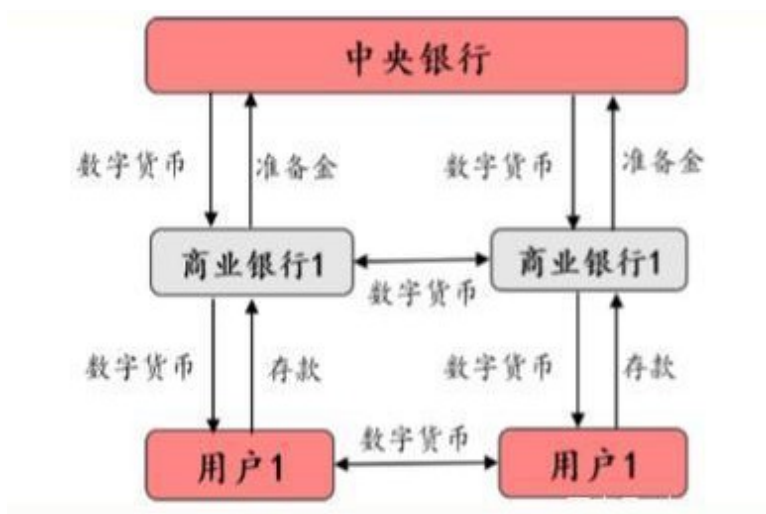 中央银行
数字货币 准备金 数字货币 准备金
商业银行1 商业银行1
数字货币
数字货币 存款 数字货币 存款
数字货币
用户1 用户1